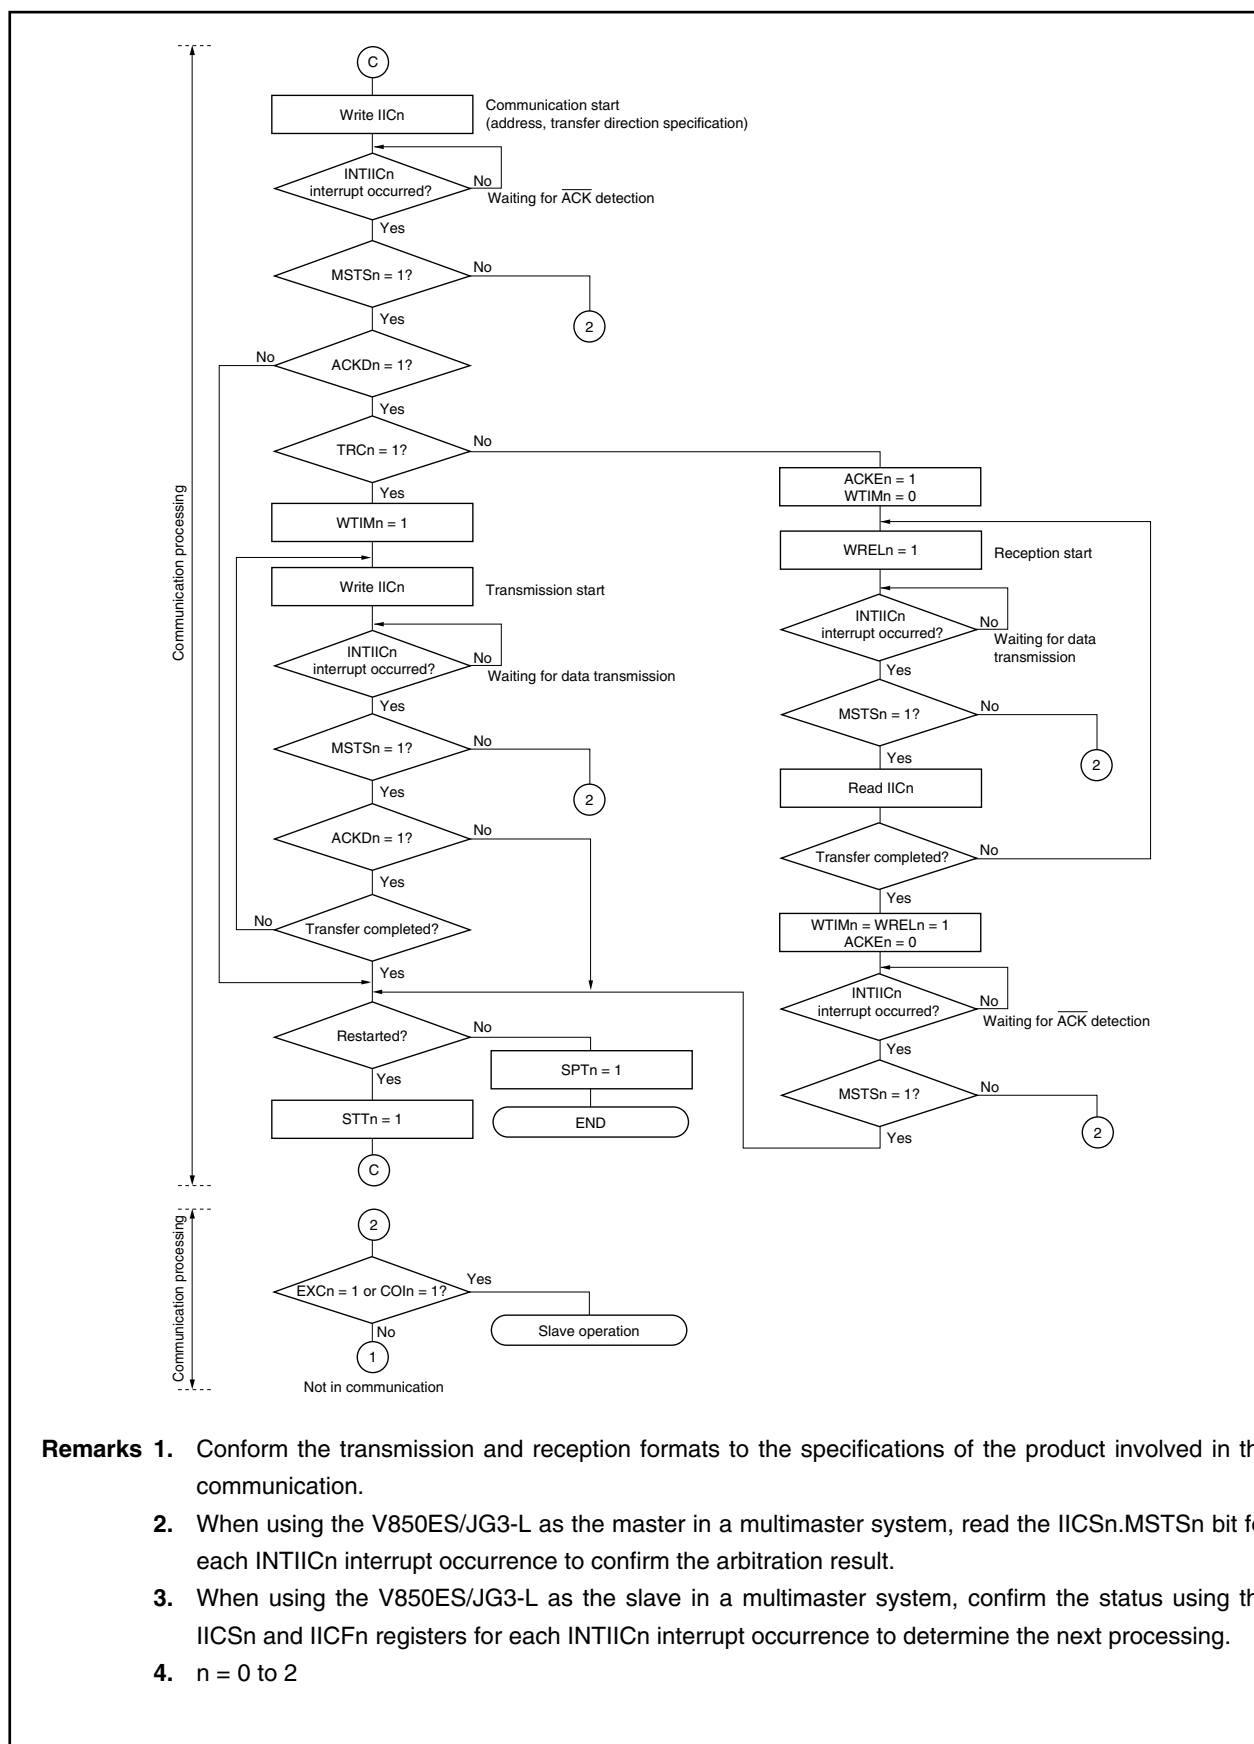 C
Write IICn
Communication start
(address, transfer direction specification)
INTIICn
interrupt occurred?
No
Waiting for ACK detection
Yes
MSTSn = 1?
No
2
Yes
ACKDn = 1?
No
Yes
TRCn = 1?
No
Yes
WTIMn = 1
Write IICn
Transmission start
INTIICn
interrupt occurred?
No
Waiting for data transmission
Yes
MSTSn = 1?
No
2
Yes
ACKDn = 1?
No
Yes
Transfer completed?
No
Yes
ACKEn = 1
WTIMn = 0
WRELn = 1
Reception start
INTIICn
interrupt occurred?
No
Waiting for data
transmission
Yes
MSTSn = 1?
No
2
Yes
Read IICn
Transfer completed?
No
Yes
WTIMn = WRELn = 1
ACKEn = 0
INTIICn
interrupt occurred?
No
Waiting for ACK detection
Yes
MSTSn = 1?
No
2
Yes
Restarted?
No
SPTn = 1
END
Yes
STTn = 1
C
Communication processing
2
EXCn = 1 or COIn = 1?
Yes
Slave operation
No
1
Not in communication
Communication processing
Remarks 1. Conform the transmission and reception formats to the specifications of the product involved in th
communication.
2. When using the V850ES/JG3-L as the master in a multimaster system, read the IICSn.MSTSn bit f
each INTIICn interrupt occurrence to confirm the arbitration result.
3. When using the V850ES/JG3-L as the slave in a multimaster system, confirm the status using th
IICSn and IICFn registers for each INTIICn interrupt occurrence to determine the next processing.
4. n = 0 to 2